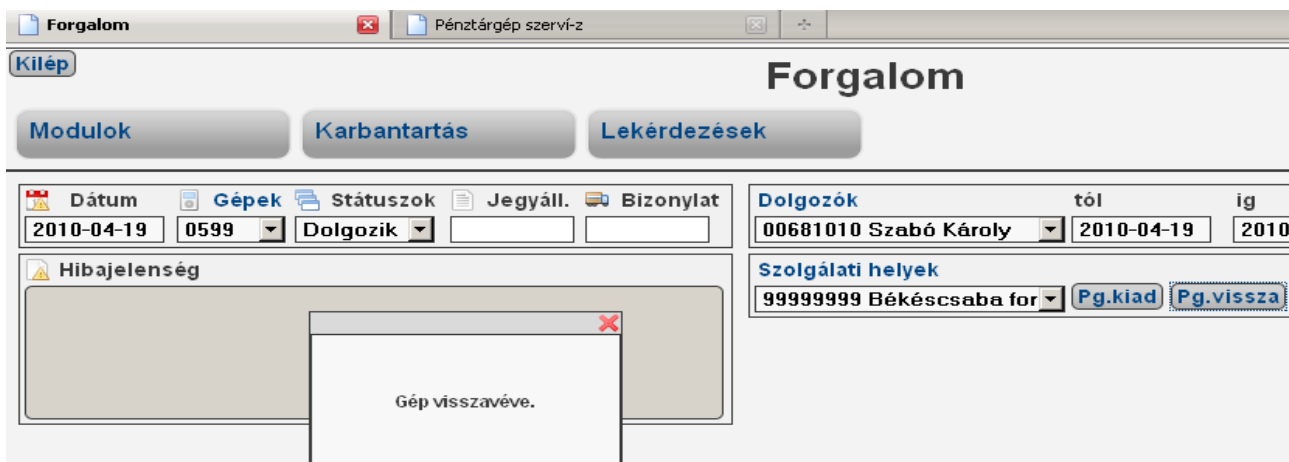 Forgalom Pénztárgép szerví-z
Kilép
Forgalom
Modulok Karbantartás Lekérdezések
Dátum Gépek Státuszok Jegyáll. Bizonylat
2010-04-19 0599 Dolgozik
Dolgozók tól ig
00681010 Szabó Károly 2010-04-19 2010
Hibajelenség
Szolgálati helyek
99999999 Békéscsaba for Pg.kiad Pg.vissza
Gép visszavéve.